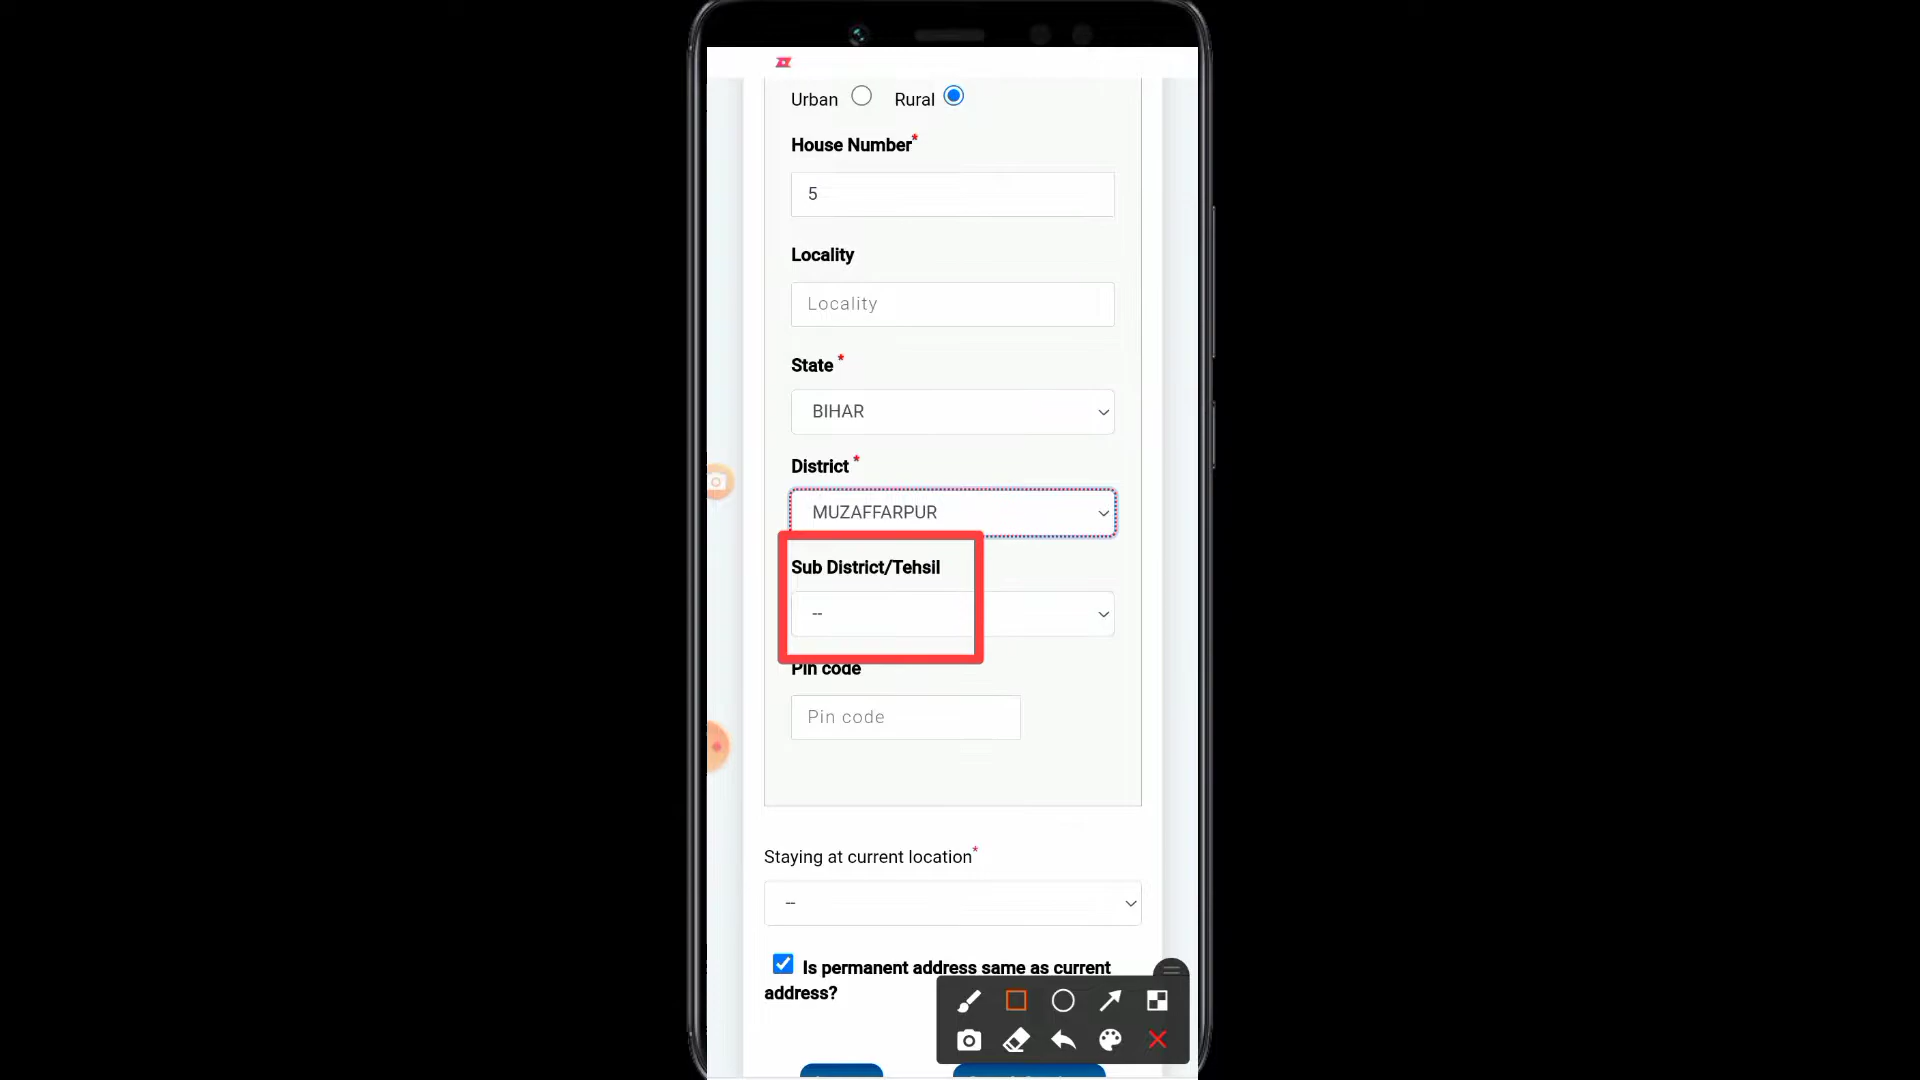 Urban Rural
House Number*
5
Locality
Locality
State *
BIHAR
District *
MUZAFFARPUR
Sub District/Tehsil
--
Pin code
Pin code
Staying at current location*
--
Is permanent address same as current
address?